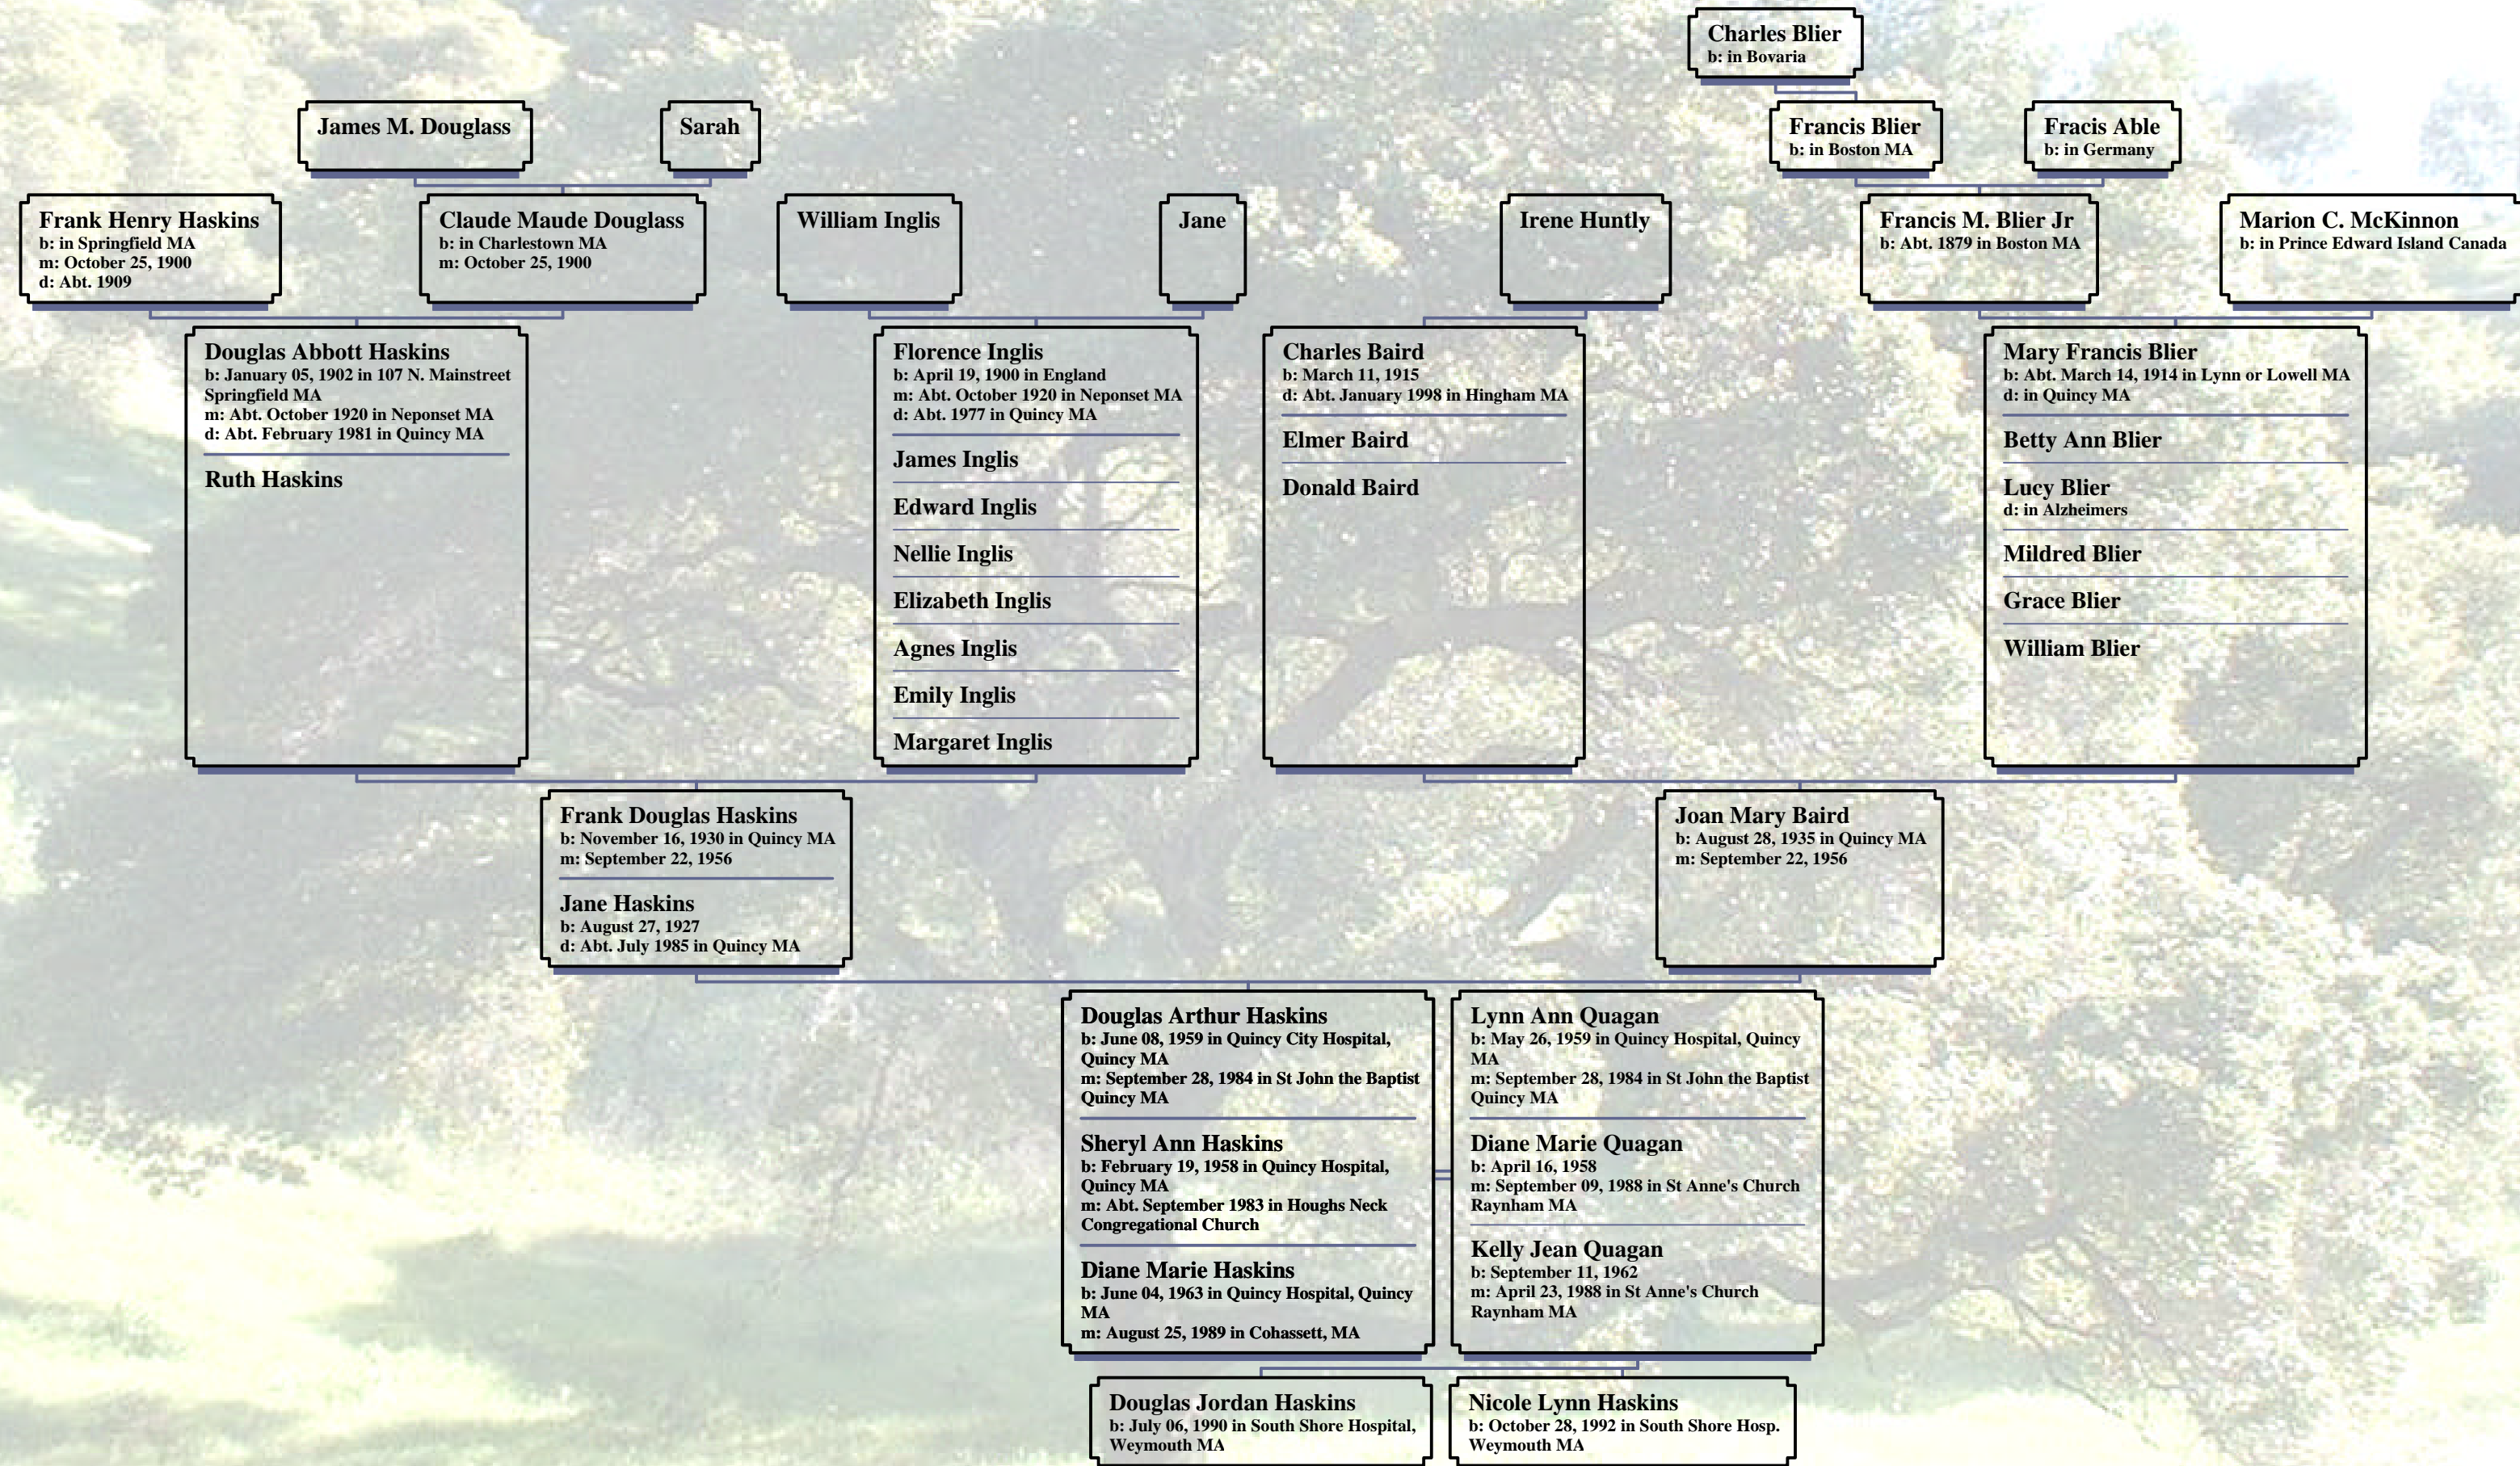 Charles Blier
b: in Bovaria
James M. Douglass
Sarah
Francis Blier
b: in Boston MA
Fracis Able
b: in Germany
Frank Henry Haskins
b: in Springfield MA
m: October 25, 1900
d: Abt. 1909
Claude Maude Douglass
b: in Charlestown MA
m: October 25, 1900
William Inglis
Jane
Irene Huntly
Francis M. Blier Jr
b: Abt. 1879 in Boston MA
Marion C. McKinnon
b: in Prince Edward Island Canada
Douglas Abbott Haskins
b: January 05, 1902 in 107 N. Mainstreet
Springfield MA
m: Abt. October 1920 in Neponset MA
d: Abt. February 1981 in Quincy MA
Ruth Haskins
Florence Inglis
b: April 19, 1900 in England
m: Abt. October 1920 in Neponset MA
d: Abt. 1977 in Quincy MA
James Inglis
Edward Inglis
Nellie Inglis
Elizabeth Inglis
Agnes Inglis
Emily Inglis
Margaret Inglis
Charles Baird
b: March 11, 1915
d: Abt. January 1998 in Hingham MA
Elmer Baird
Donald Baird
Mary Francis Blier
b: Abt. March 14, 1914 in Lynn or Lowell MA
d: in Quincy MA
Betty Ann Blier
Lucy Blier
d: in Alzheimers
Mildred Blier
Grace Blier
William Blier
Frank Douglas Haskins
b: November 16, 1930 in Quincy MA
m: September 22, 1956
Jane Haskins
b: August 27, 1927
d: Abt. July 1985 in Quincy MA
Joan Mary Baird
b: August 28, 1935 in Quincy MA
m: September 22, 1956
Douglas Arthur Haskins
b: June 08, 1959 in Quincy City Hospital,
Quincy MA
m: September 28, 1984 in St John the Baptist
Quincy MA
Sheryl Ann Haskins
b: February 19, 1958 in Quincy Hospital,
Quincy MA
m: Abt. September 1983 in Houghs Neck
Congregational Church
Diane Marie Haskins
b: June 04, 1963 in Quincy Hospital, Quincy
MA
m: August 25, 1989 in Cohassett, MA
Lynn Ann Quagan
b: May 26, 1959 in Quincy Hospital, Quincy
MA
m: September 28, 1984 in St John the Baptist
Quincy MA
Diane Marie Quagan
b: April 16, 1958
m: September 09, 1988 in St Anne's Church
Raynham MA
Kelly Jean Quagan
b: September 11, 1962
m: April 23, 1988 in St Anne's Church
Raynham MA
Douglas Jordan Haskins
b: July 06, 1990 in South Shore Hospital,
Weymouth MA
Nicole Lynn Haskins
b: October 28, 1992 in South Shore Hosp.
Weymouth MA